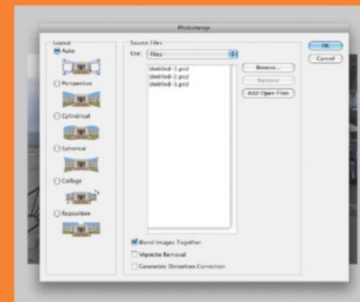 Photomerge
Layout
Auto
Perspective
Cylindrical
Spherical
Collage
Reposition
Source Files
Use: Files
Untitled-1.psd
Untitled-2.psd
Untitled-3.psd
Browse...
Remove
Add Open Files
OK
Cancel
Blend Images Together
Vignette Removal
Geometric Distortion Correction